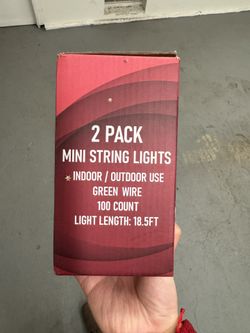 2 PACK
MINI STRING LIGHTS
INDOOR / OUTDOOR USE
GREEN WIRE
100 COUNT
LIGHT LENGTH: 18.5FT